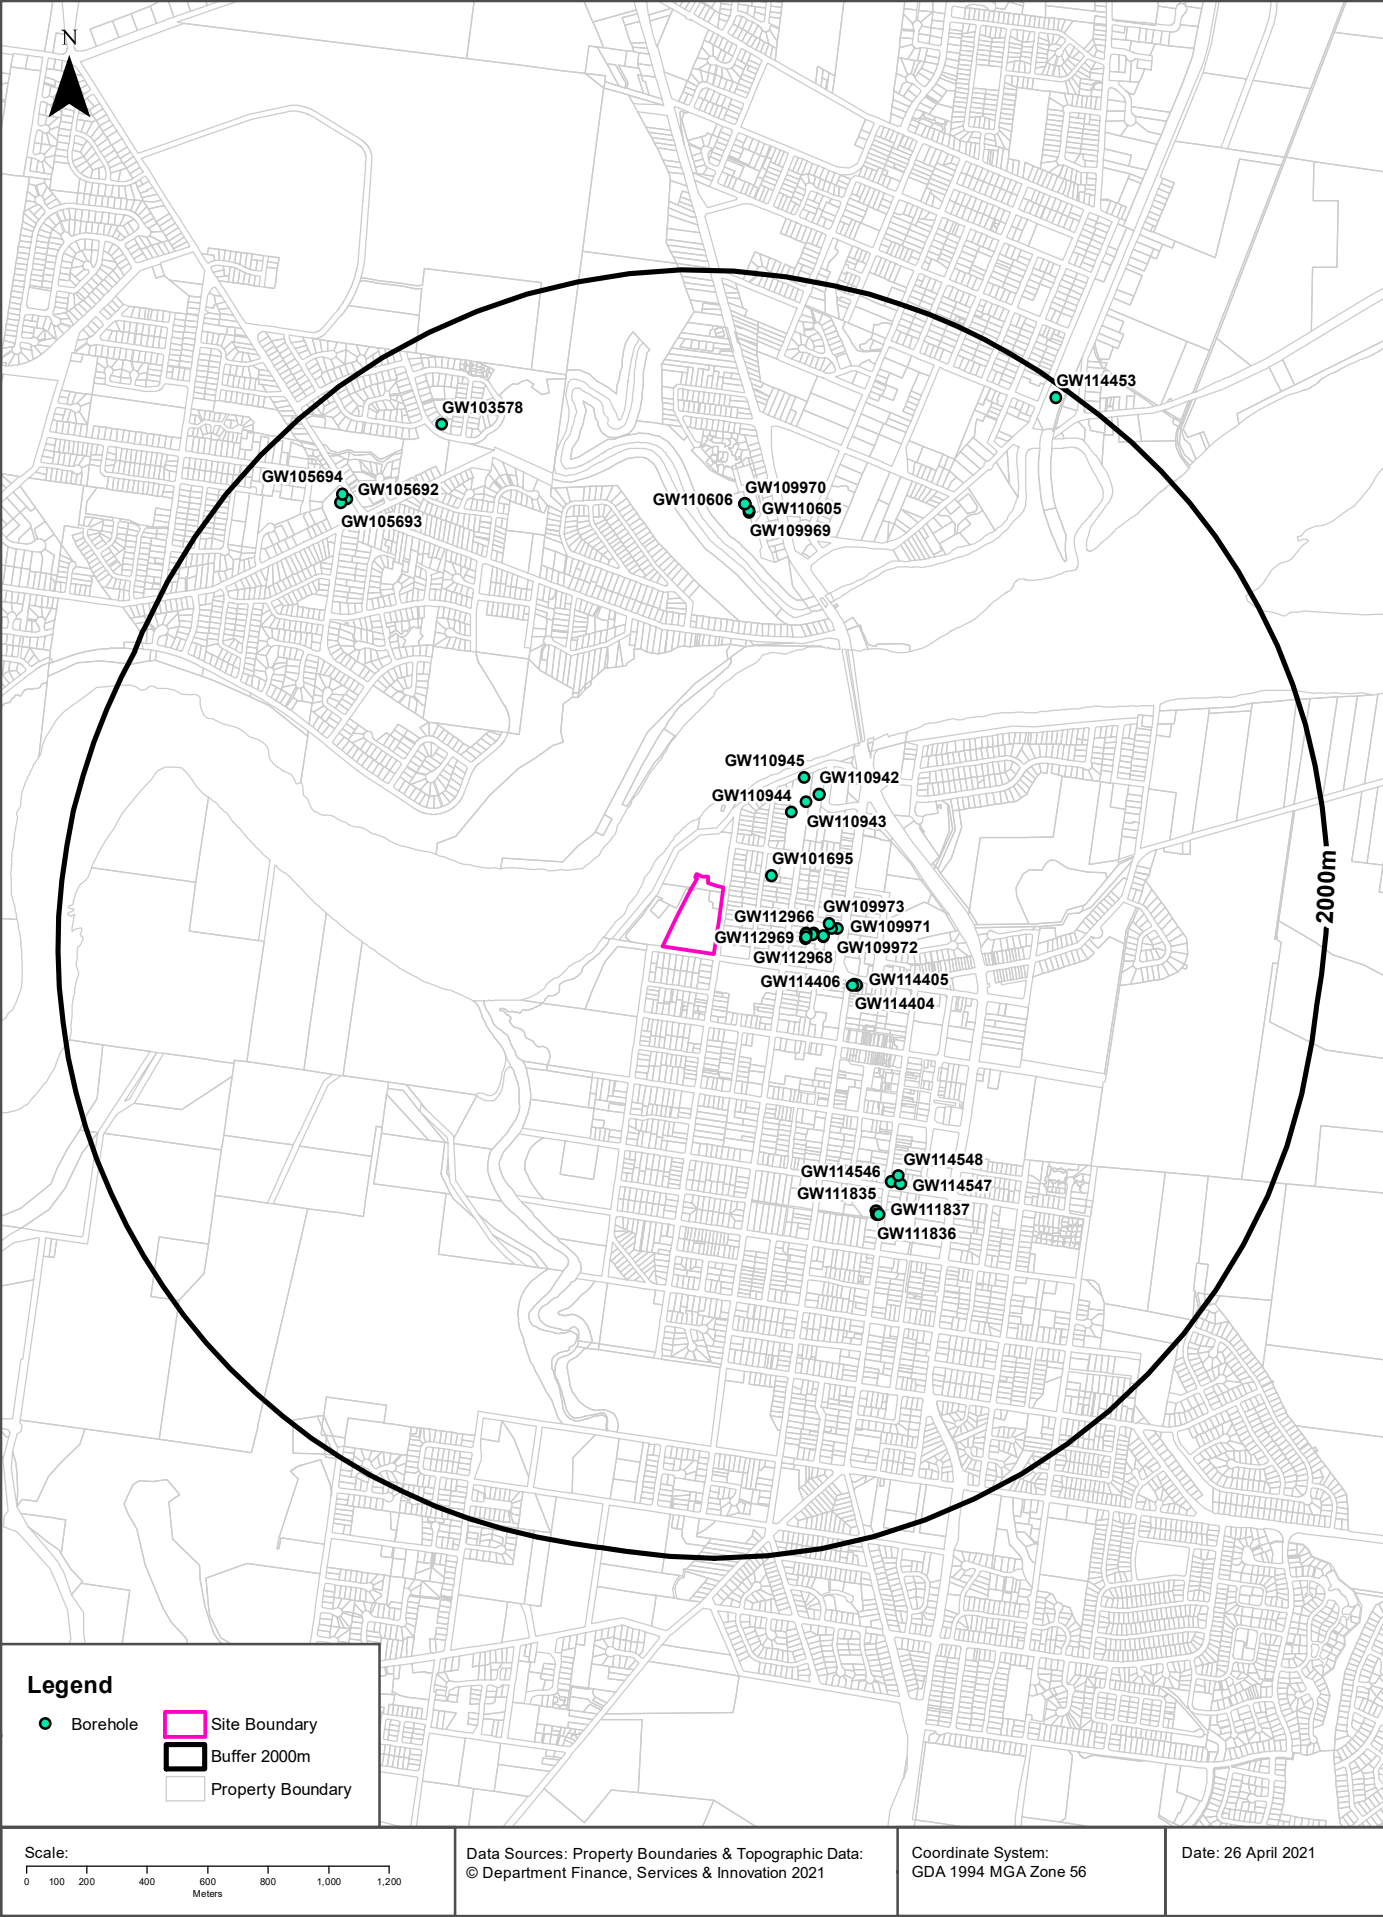 N
GW114453
GW103578
GW105694
GW105692
GW105693
GW109970
GW110606
GW110605
GW109969
GW110945
GW110942
GW110944
GW110943
2000m
GW101695
GW109973
GW112966
GW109971
GW112969
GW109972
GW112968
GW114406
GW114405
GW114404
GW114548
GW114546
GW114547
GW111835
GW111837
GW111836
Legend
Borehole
Site Boundary
Buffer 2000m
Property Boundary
Scale:
0 100 200 400 600 800 1,000 1,200
Meters
Data Sources: Property Boundaries & Topographic Data:
© Department Finance, Services & Innovation 2021
Coordinate System:
GDA 1994 MGA Zone 56
Date: 26 April 2021